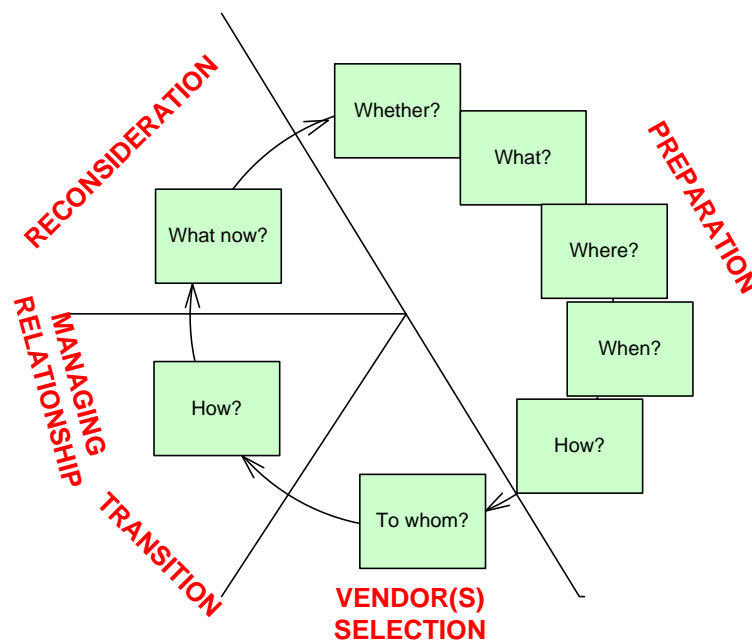 Whether?
What?
Where?
When?
How?
To whom?
How?
What now?
PREPARATION
VENDOR(S)
SELECTION
TRANSITION
MANAGING
RELATIONSHIP
RECONSIDERATION